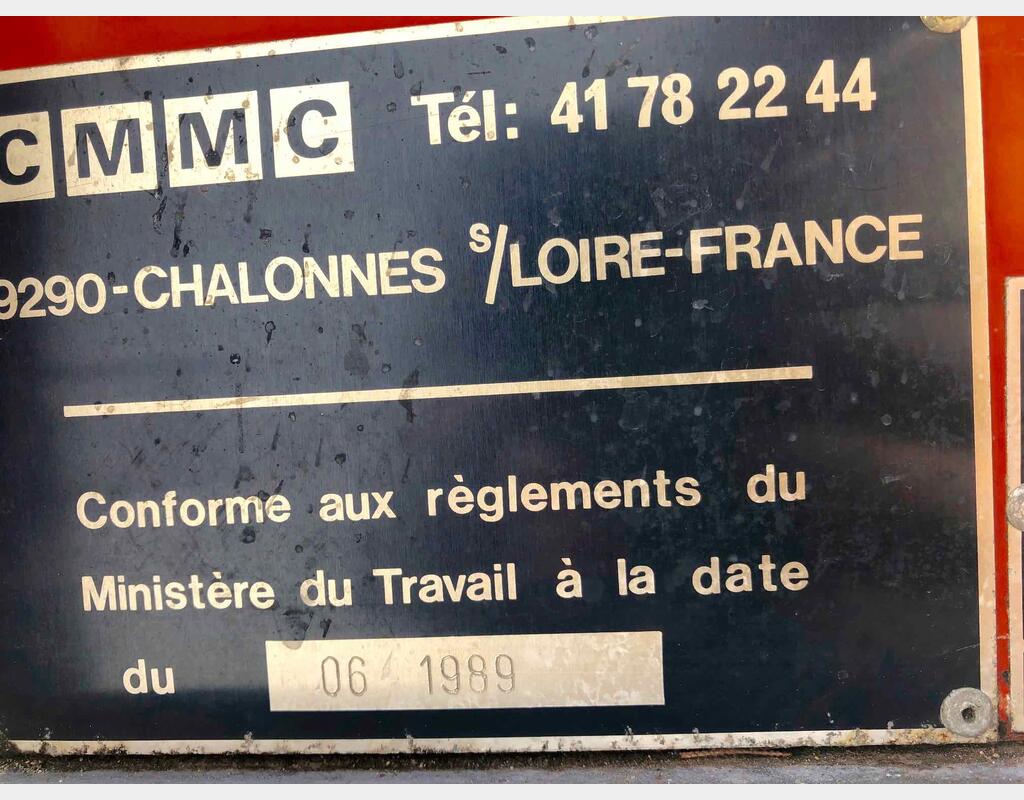 CMMC Tél: 41 78 22 44
9290-CHALONNES s/LOIRE-FRANCE
Conforme aux règlements du
Ministère du Travail à la date
du 06 1989